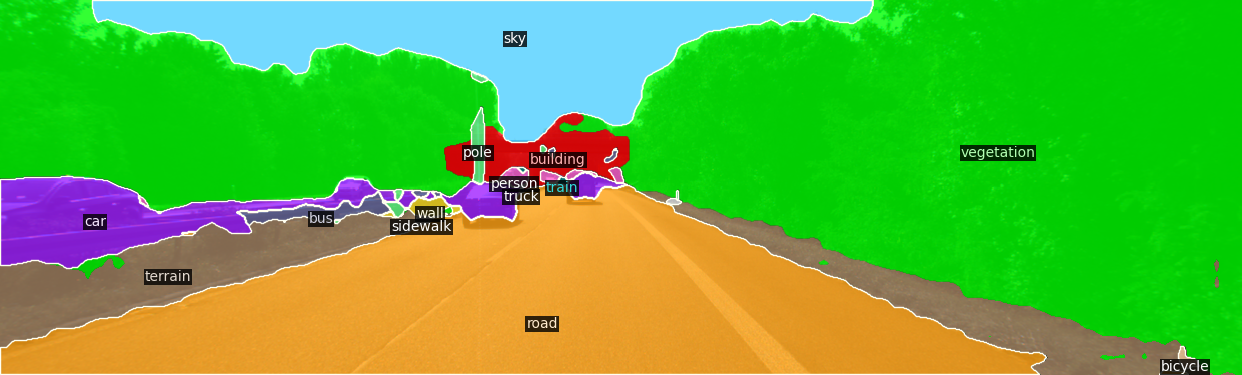 sky
pole
building
vegetation
person
train
truck
car
bus
wall
sidewalk
terrain
road
bicycle